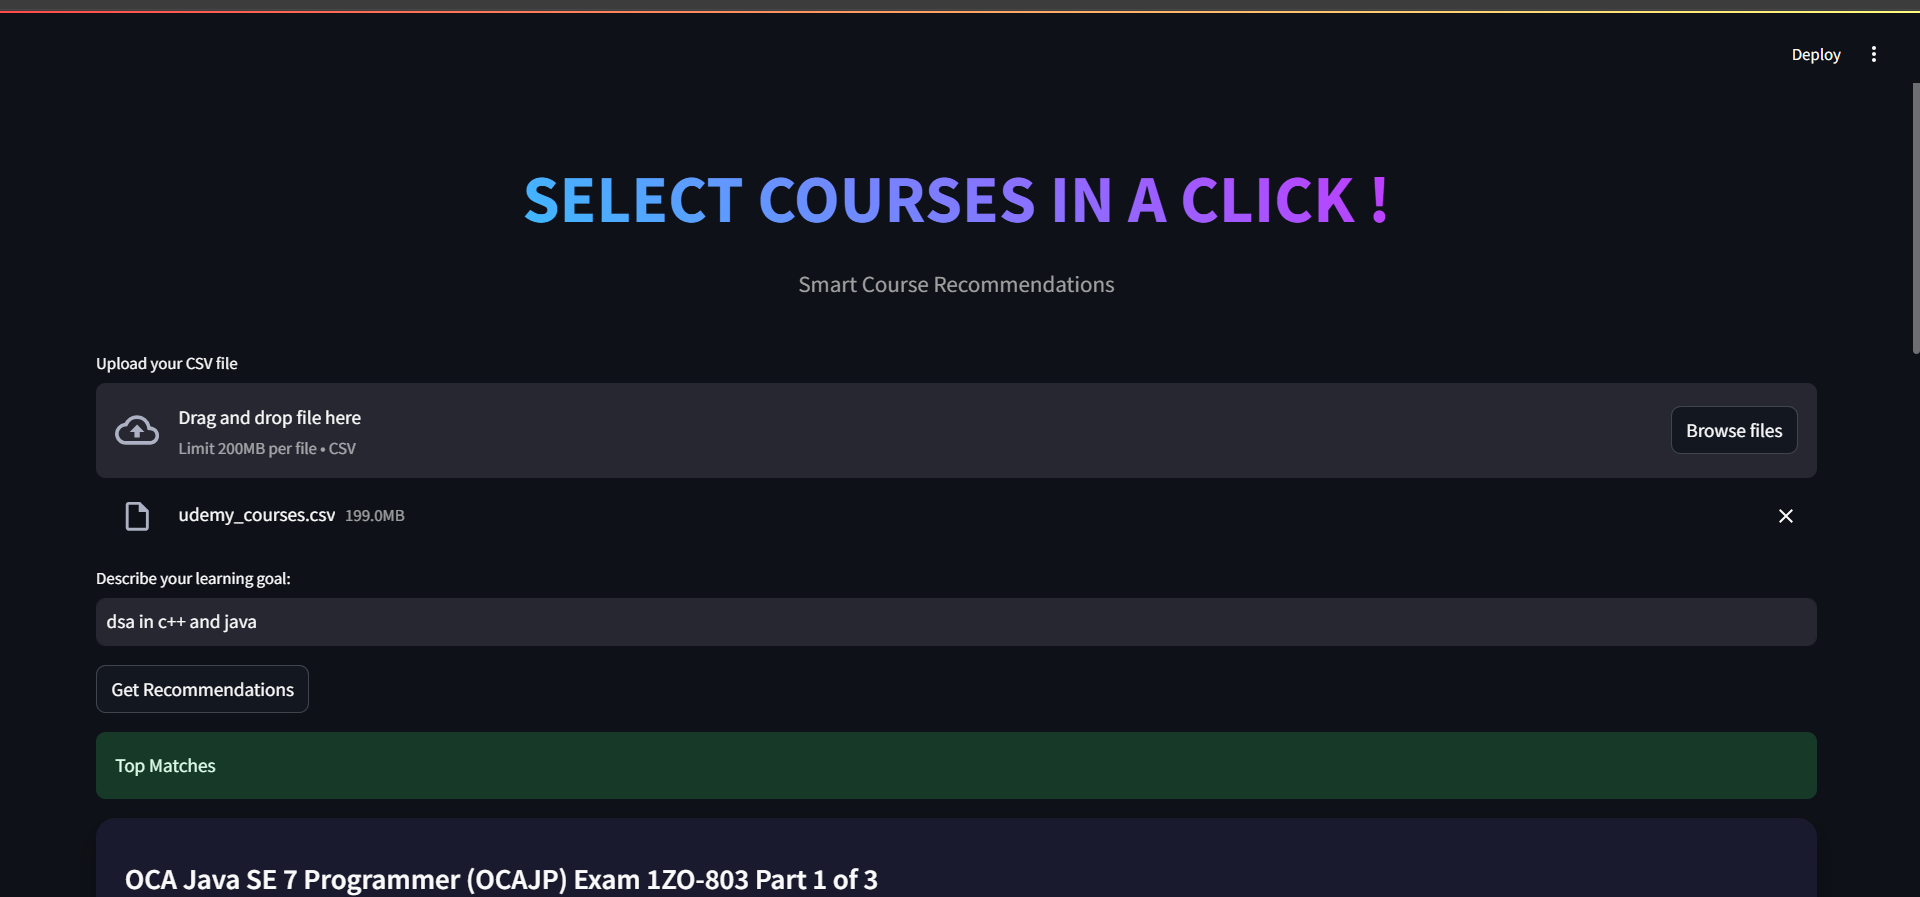 Deploy
SELECT COURSES IN A CLICK !
Smart Course Recommendations
Upload your CSV file
Drag and drop file here
Limit 200MB per file • CSV
Browse files
udemy_courses.csv 199.0MB
Describe your learning goal:
dsa in c++ and java
Get Recommendations
Top Matches
OCA Java SE 7 Programmer (OCAJP) Exam 1ZO-803 Part 1 of 3